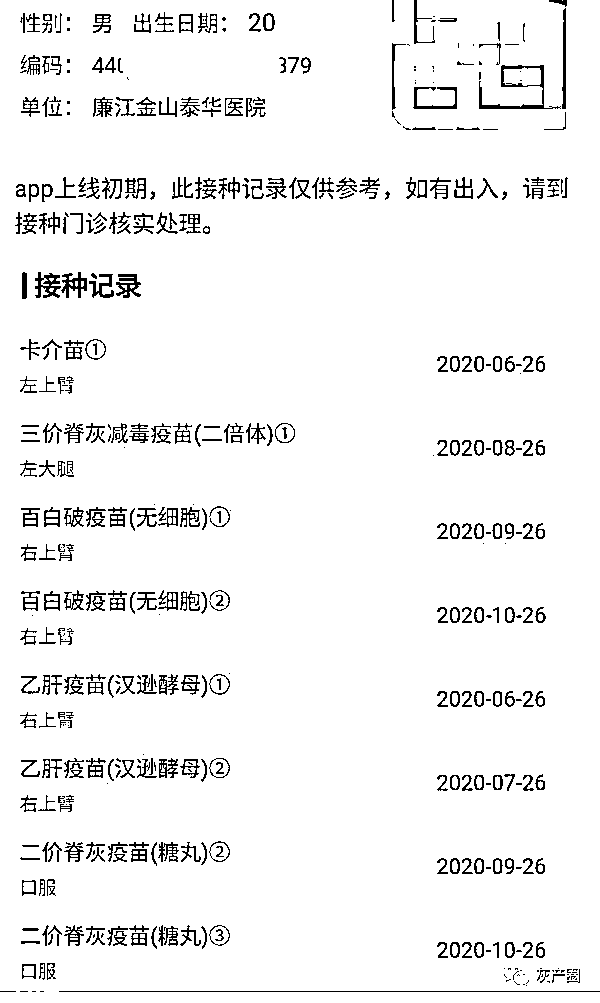 性别： 男 出生日期： 20
编码： 440 379
单位： 廉江金山泰华医院
app上线初期，此接种记录仅供参考，如有出入，请到
接种门诊核实处理。
接种记录
卡介苗①
2020-06-26
左上臂
三价脊灰减毒疫苗(二倍体)①
2020-08-26
左大腿
百白破疫苗(无细胞)①
2020-09-26
右上臂
百白破疫苗(无细胞)②
2020-10-26
右上臂
乙肝疫苗(汉逊酵母)①
2020-06-26
右上臂
乙肝疫苗(汉逊酵母)②
2020-07-26
右上臂
二价脊灰疫苗(糖丸)②
2020-09-26
口服
二价脊灰疫苗(糖丸)③
2020-10-26
口服
灰产圈